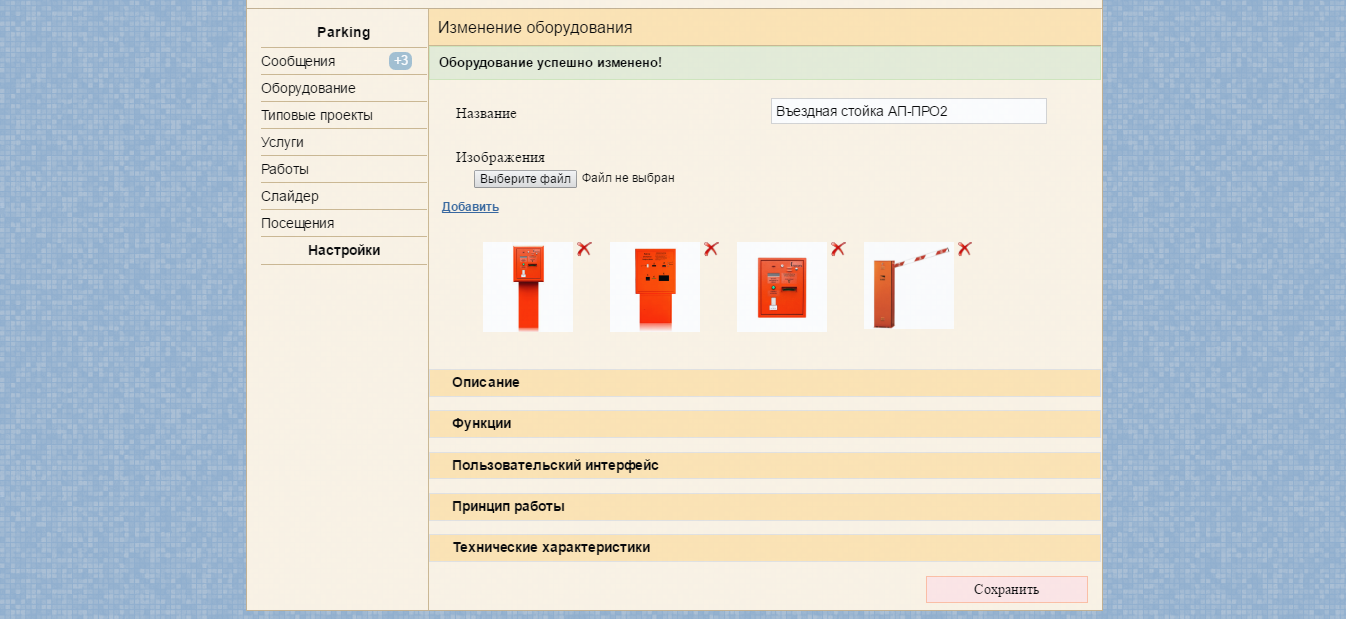 Parking
Сообщения +3
Оборудование
Типовые проекты
Услуги
Работы
Слайдер
Посещения
Настройки
Изменение оборудования
Оборудование успешно изменено!
Название Въездная стойка АП-ПРО2
Изображения
Выберите файл Файл не выбран
Добавить
Описание
Функции
Пользовательский интерфейс
Принцип работы
Технические характеристики
Сохранить